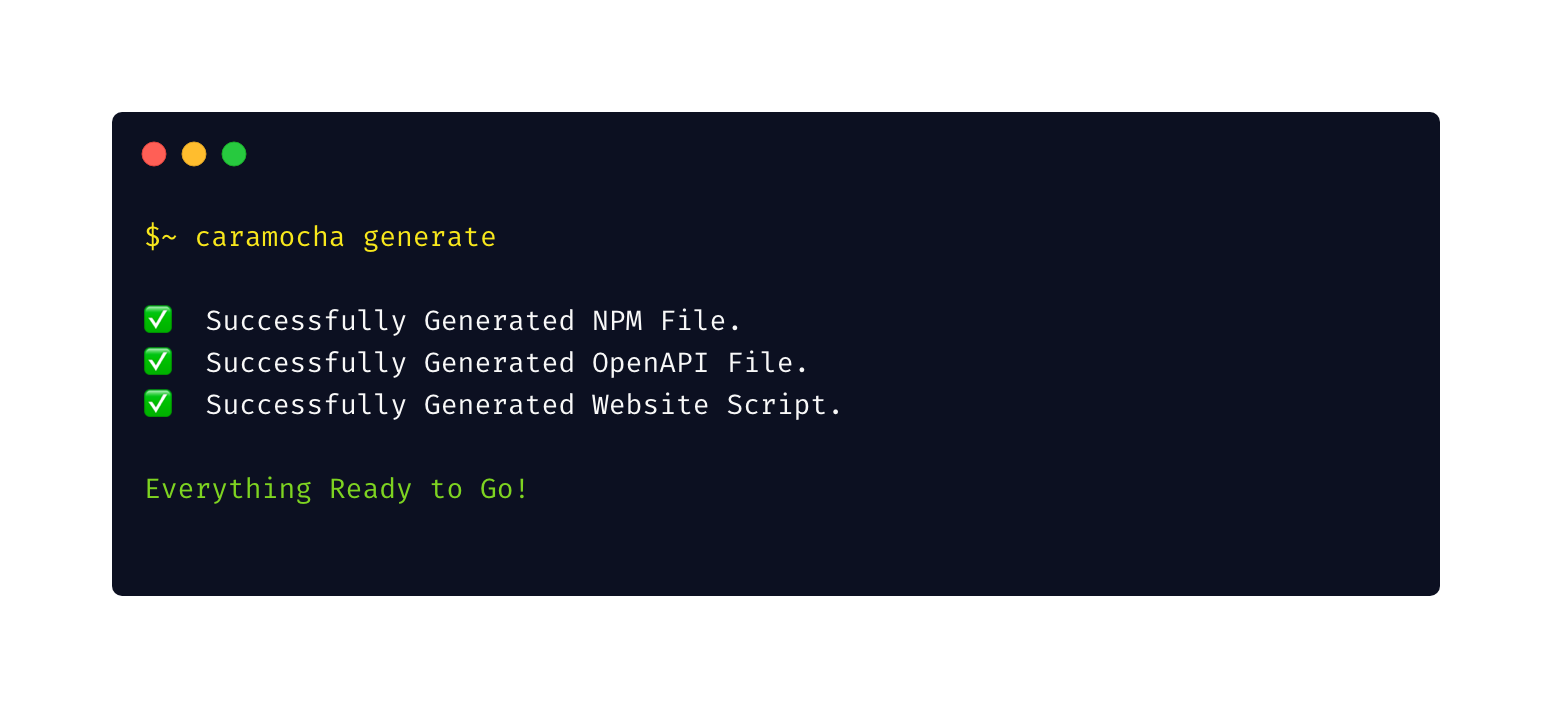 $~ caramocha generate
✅ Successfully Generated NPM File.
✅ Successfully Generated OpenAPI File.
✅ Successfully Generated Website Script.
Everything Ready to Go!